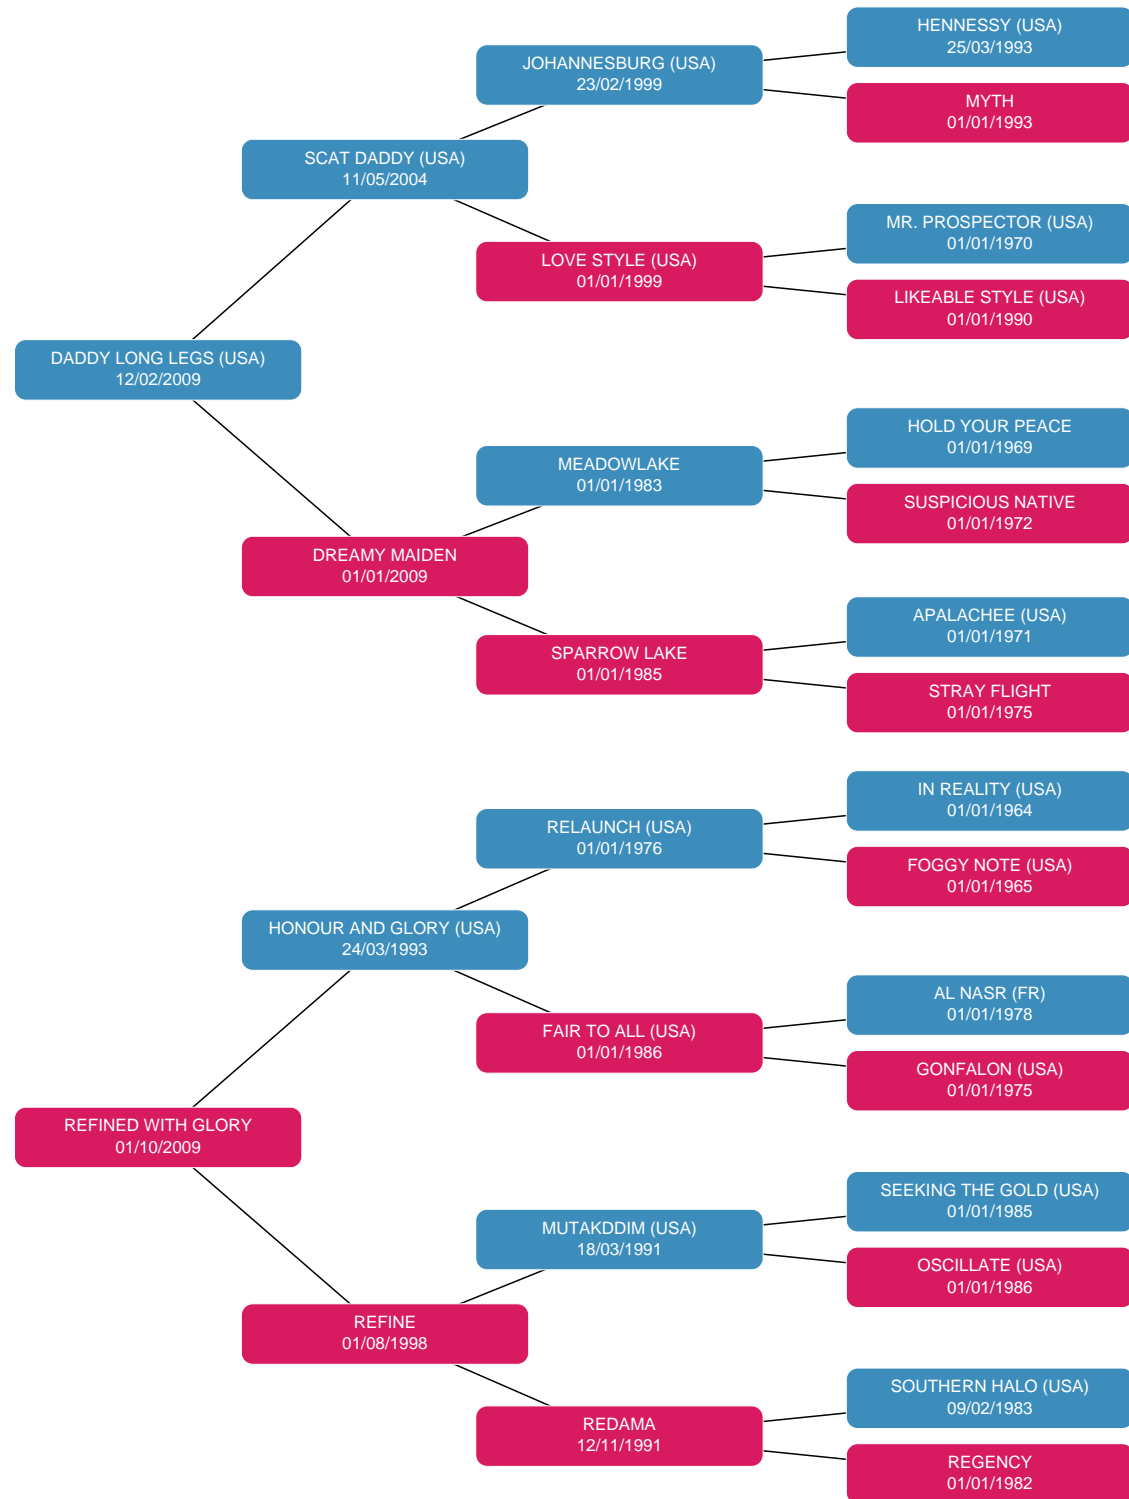 HENNESSY (USA)
25/03/1993
JOHANNESBURG (USA)
23/02/1999
MYTH
01/01/1993
SCAT DADDY (USA)
11/05/2004
MR. PROSPECTOR (USA)
01/01/1970
LOVE STYLE (USA)
01/01/1999
LIKEABLE STYLE (USA)
01/01/1990
DADDY LONG LEGS (USA)
12/02/2009
HOLD YOUR PEACE
01/01/1969
MEADOWLAKE
01/01/1983
SUSPICIOUS NATIVE
01/01/1972
DREAMY MAIDEN
01/01/2009
APALACHEE (USA)
01/01/1971
SPARROW LAKE
01/01/1985
STRAY FLIGHT
01/01/1975
IN REALITY (USA)
01/01/1964
RELAUNCH (USA)
01/01/1976
FOGGY NOTE (USA)
01/01/1965
HONOUR AND GLORY (USA)
24/03/1993
AL NASR (FR)
01/01/1978
FAIR TO ALL (USA)
01/01/1986
GONFALON (USA)
01/01/1975
REFINED WITH GLORY
01/10/2009
SEEKING THE GOLD (USA)
01/01/1985
MUTAKDDIM (USA)
18/03/1991
OSCILLATE (USA)
01/01/1986
REFINE
01/08/1998
SOUTHERN HALO (USA)
09/02/1983
REDAMA
12/11/1991
REGENCY
01/01/1982